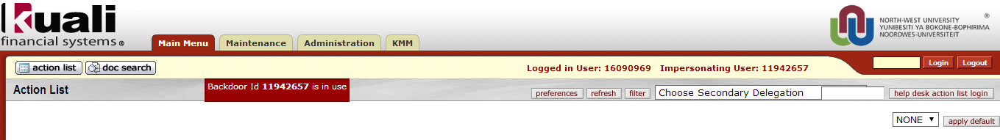 kuali
financial systems ®
Main Menu
Maintenance
Administration
KMM
NORTH-WEST UNIVERSITY ®
YUNIBESITI YA BOKONE-BOPHIRIMA
NOORDWES-UNIVERSITEIT
action list
doc search
Logged in User: 16090969 Impersonating User: 11942657
Login
Logout
Action List
Backdoor Id 11942657 is in use
preferences
refresh
filter
Choose Secondary Delegation
help desk action list login
NONE
apply default